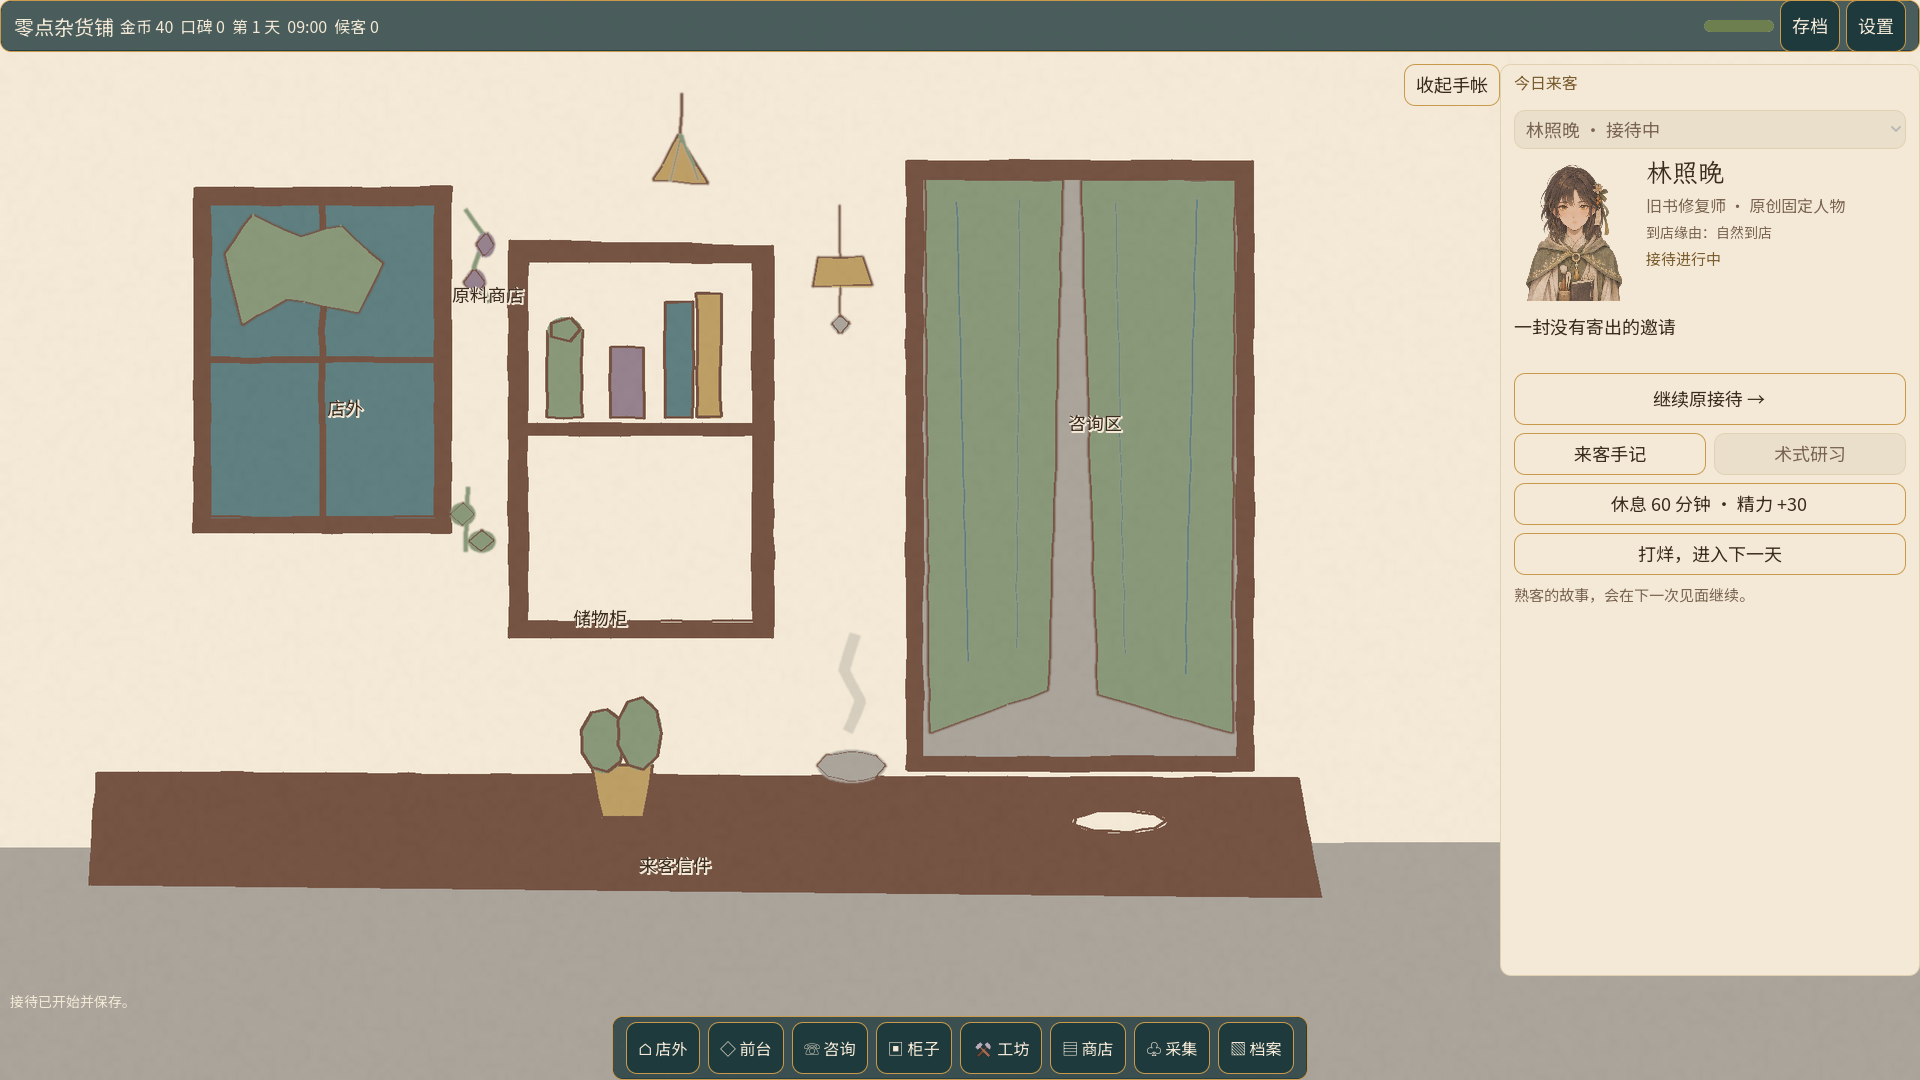 零点杂货铺 金币 40 口碑 0 第 1 天 09:00 候客 0
存档
设置
收起手帐
今日来客
林照晚 · 接待中
林照晚
旧书修复师 · 原创固定人物
到店缘由：自然到店
接待进行中
一封没有寄出的邀请
继续原接待 →
来客手记
术式研习
休息 60 分钟 · 精力 +30
打烊，进入下一天
熟客的故事，会在下一次见面继续。
原料商店
店外
咨询区
储物柜
来客信件
接待已开始并保存。
店外
前台
咨询
柜子
工坊
商店
采集
档案